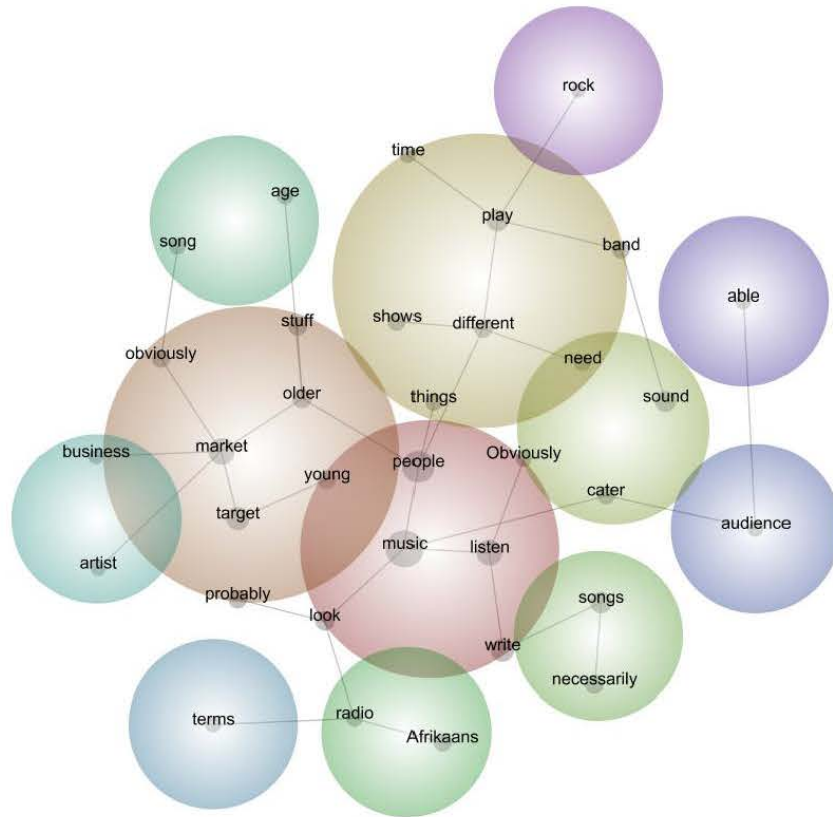 rock
time
age
play
song
band
able
stuff
shows
different
obviously
need
older
things
sound
market
business
people
Obviously
young
cater
target
audience
music
listen
artist
probably
songs
look
write
necessarily
radio
terms
Afrikaans